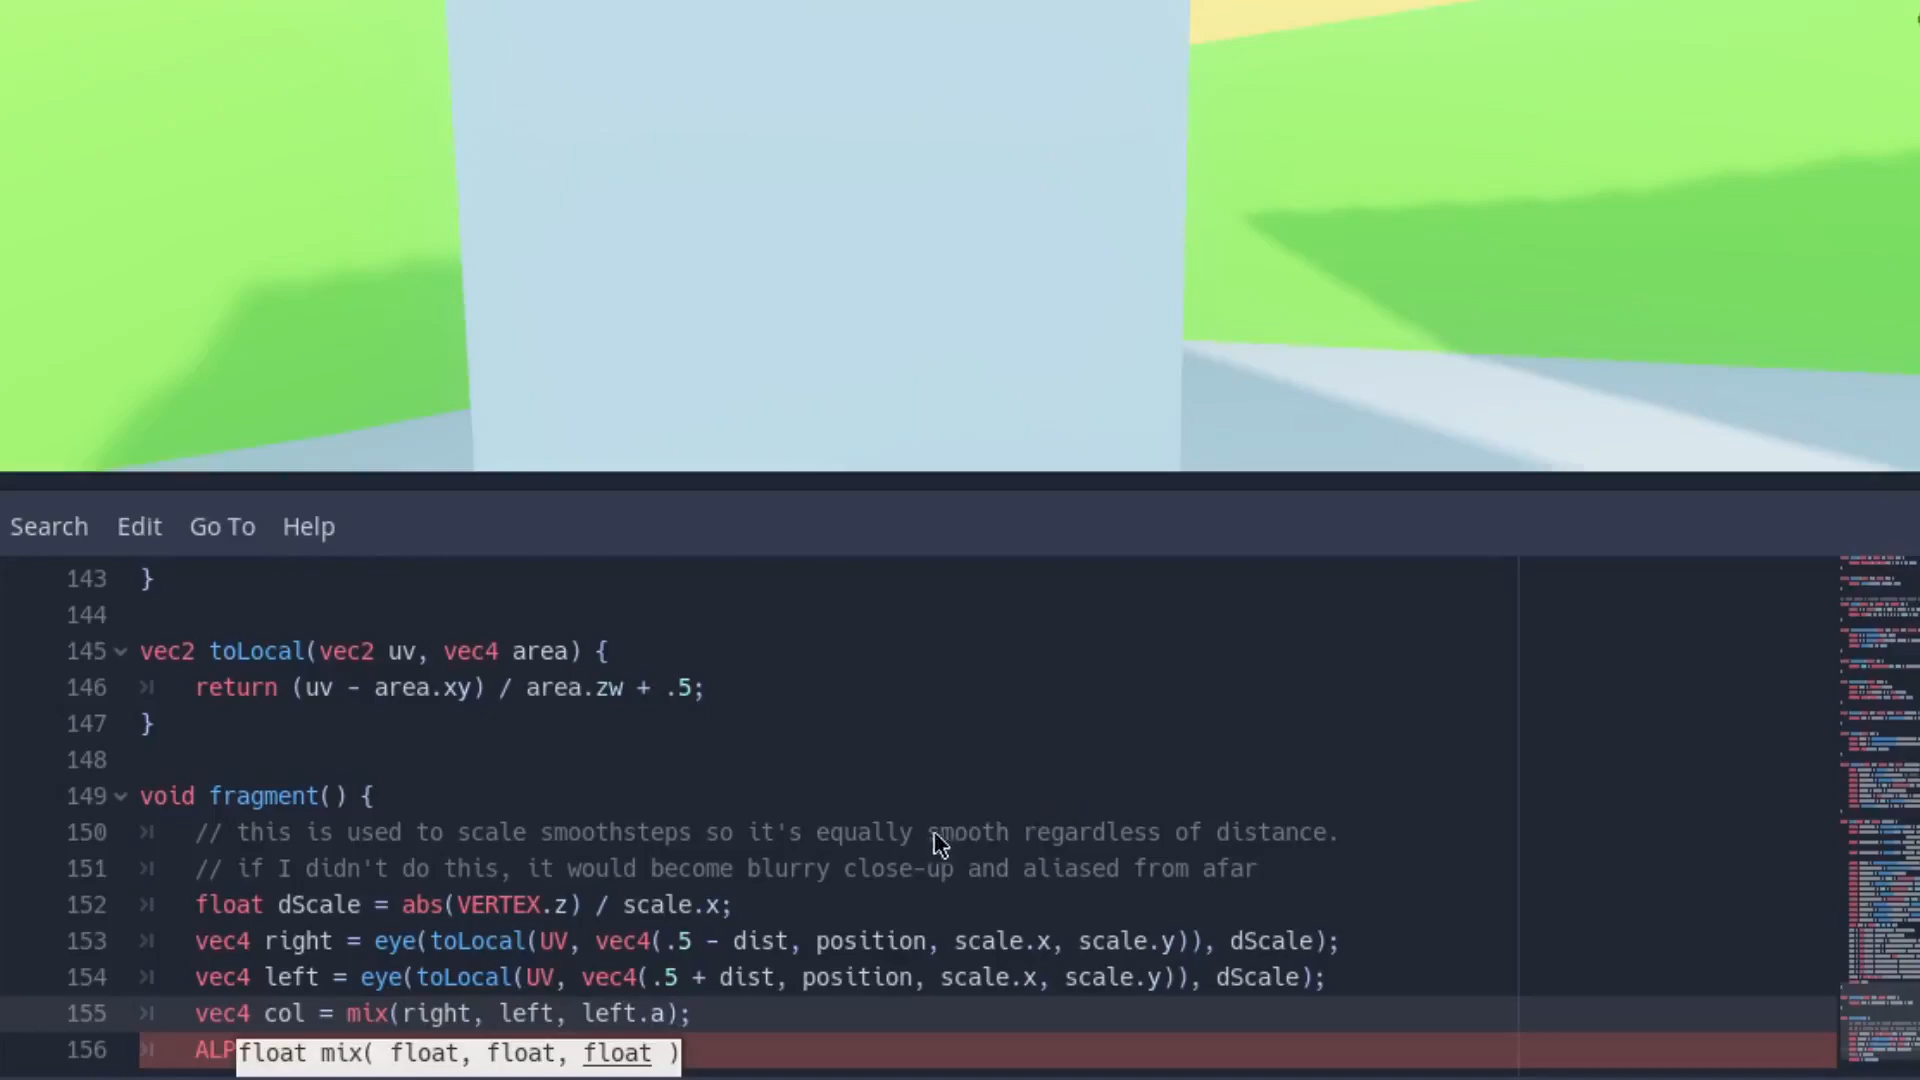 Search Edit Go To Help
143 }
144
145 vec2 toLocal(vec2 uv, vec4 area) {
146 return (uv - area.xy) / area.zw + .5;
147 }
148
149 void fragment() {
150 // this is used to scale smoothsteps so it's equally smooth regardless of distance.
151 // if I didn't do this, it would become blurry close-up and aliased from afar
152 float dScale = abs(VERTEX.z) / scale.x;
153 vec4 right = eye(toLocal(UV, vec4(.5 - dist, position, scale.x, scale.y)), dScale);
154 vec4 left = eye(toLocal(UV, vec4(.5 + dist, position, scale.x, scale.y)), dScale);
155 vec4 col = mix(right, left, left.a);
156 ALP
float mix( float, float, float )